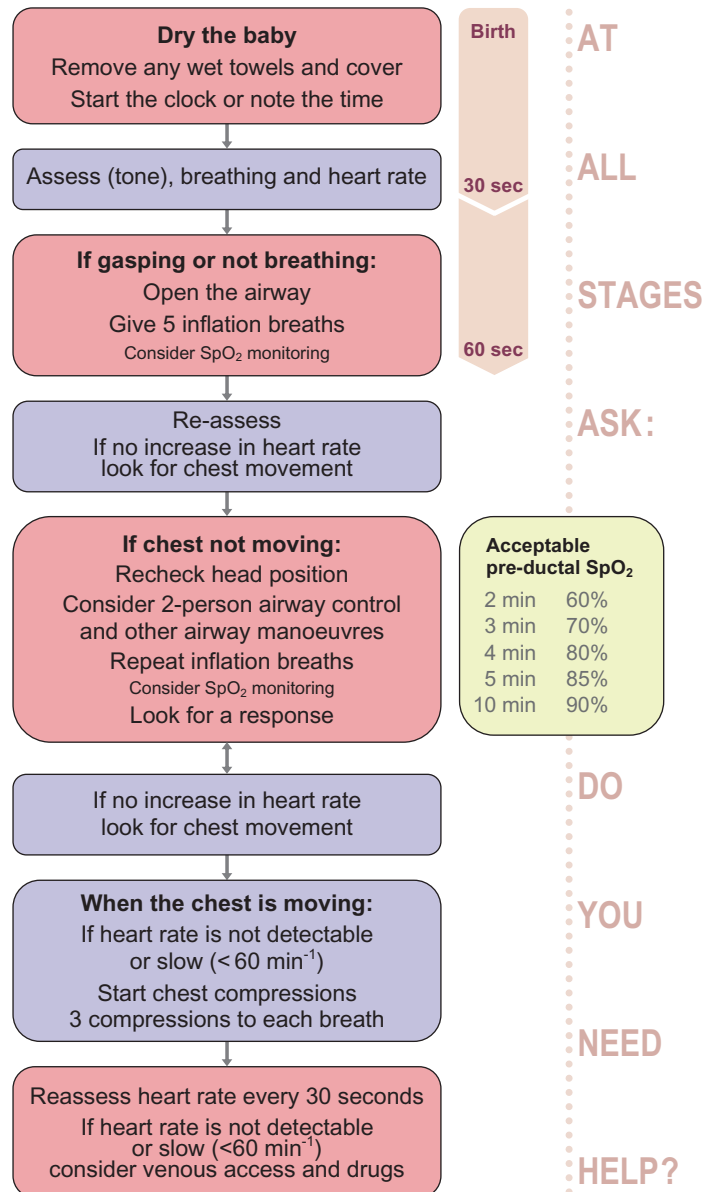 Dry the baby
Remove any wet towels and cover
Start the clock or note the time
Assess (tone), breathing and heart rate
If gasping or not breathing:
Open the airway
Give 5 inflation breaths
Consider SpO₂ monitoring
Re-assess
If no increase in heart rate
look for chest movement
If chest not moving:
Recheck head position
Consider 2-person airway control
and other airway manoeuvres
Repeat inflation breaths
Consider SpO₂ monitoring
Look for a response
If no increase in heart rate
look for chest movement
When the chest is moving:
If heart rate is not detectable
or slow (< 60 min⁻¹)
Start chest compressions
3 compressions to each breath
Reassess heart rate every 30 seconds
If heart rate is not detectable
or slow (<60 min⁻¹)
consider venous access and drugs
Birth
30 sec
60 sec
Acceptable
pre-ductal SpO₂
2 min 60%
3 min 70%
4 min 80%
5 min 85%
10 min 90%
AT
ALL
STAGES
ASK:
DO
YOU
NEED
HELP?